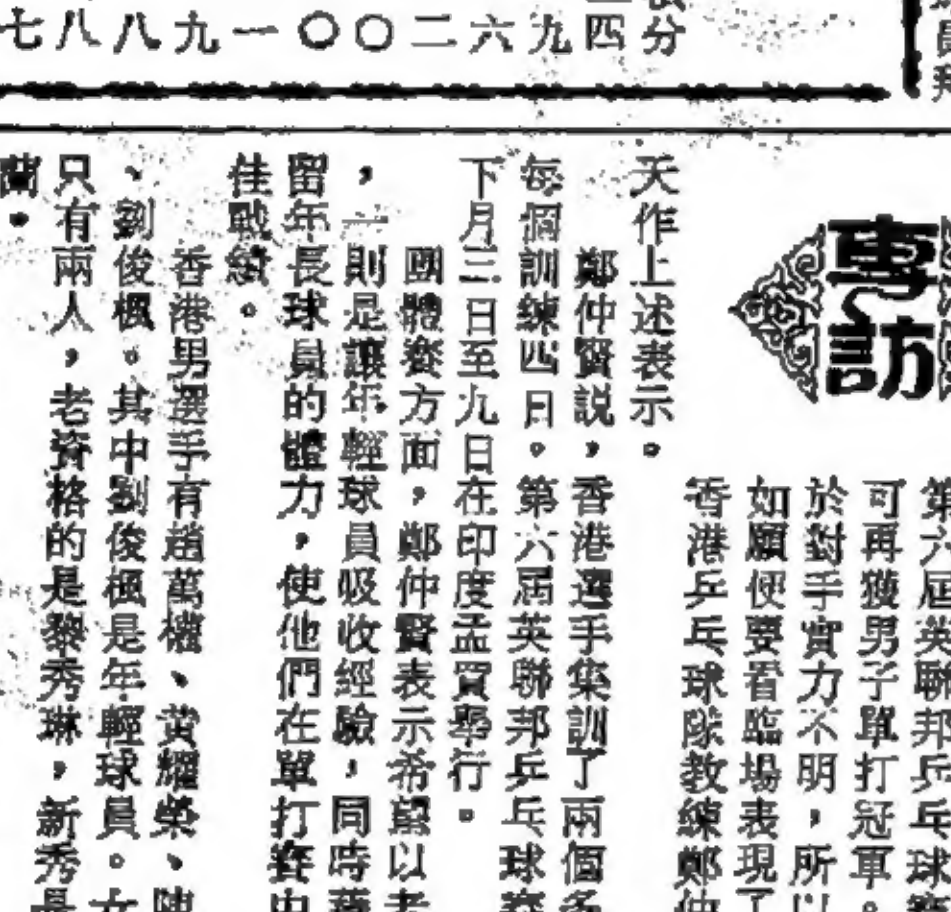 七八八九一〇〇二六九四分
專訪
第六屆英聯邦乒乓球賽
可再獲男子單打冠軍。
於對手實力不明，所以
如願便要看臨場表現了
香港乒乓球隊教練鄭仲
天作上述表示。
鄭仲賢説，香港選手集訓了兩個多
每個訓練四日。第六屆英聯邦乒乓球賽
下月三日至九日在印度孟買舉行。
團體賽方面，鄭仲賢表示希望以老
，一則是讓年輕球員吸收經驗，同時藉
留年長球員的體力，使他們在單打賽中
佳戰績。
香港男選手有趙萬權、黃耀榮、陳
、劉俊楓。其中劉俊楓是年輕球員。女
只有兩人，老資格的是黎秀琳，新秀是
蘭。